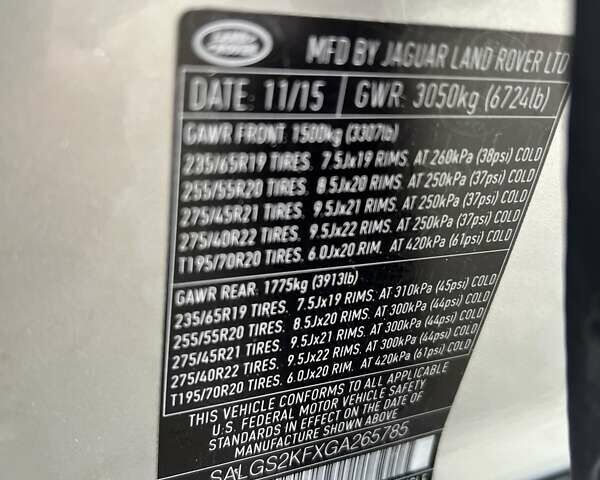 LAND
ROVER
MFD BY JAGUAR LAND ROVER LTD
DATE: 11/15 GWR: 3050kg (6724lb)
GAWR FRONT. 1500kg (3307lb)
235/65R19 TIRES. 7.5Jx19 RIMS. AT 260kPa (38psi) COLD
255/55R20 TIRES. 8.5Jx20 RIMS. AT 250kPa (37psi) COLD
275/45R21 TIRES. 9.5Jx21 RIMS. AT 250kPa (37psi) COLD
275/40R22 TIRES. 9.5Jx22 RIMS. AT 250kPa (37psi) COLD
T195/70R20 TIRES. 6.0Jx20 RIM. AT 420kPa (61psi) COLD
GAWR REAR. 1775kg (3913lb)
235/65R19 TIRES. 7.5Jx19 RIMS. AT 310kPa (45psi) COLD
255/55R20 TIRES. 8.5Jx20 RIMS. AT 300kPa (44psi) COLD
275/45R21 TIRES. 9.5Jx21 RIMS. AT 300kPa (44psi) COLD
275/40R22 TIRES. 9.5Jx22 RIMS. AT 300kPa (44psi) COLD
T195/70R20 TIRES. 6.0Jx20 RIM. AT 420kPa (61psi) COLD
THIS VEHICLE CONFORMS TO ALL APPLICABLE
U.S. FEDERAL MOTOR VEHICLE SAFETY
STANDARDS IN EFFECT ON THE DATE OF
MANUFACTURE SHOWN ABOVE
SALGS2KFXGA265785